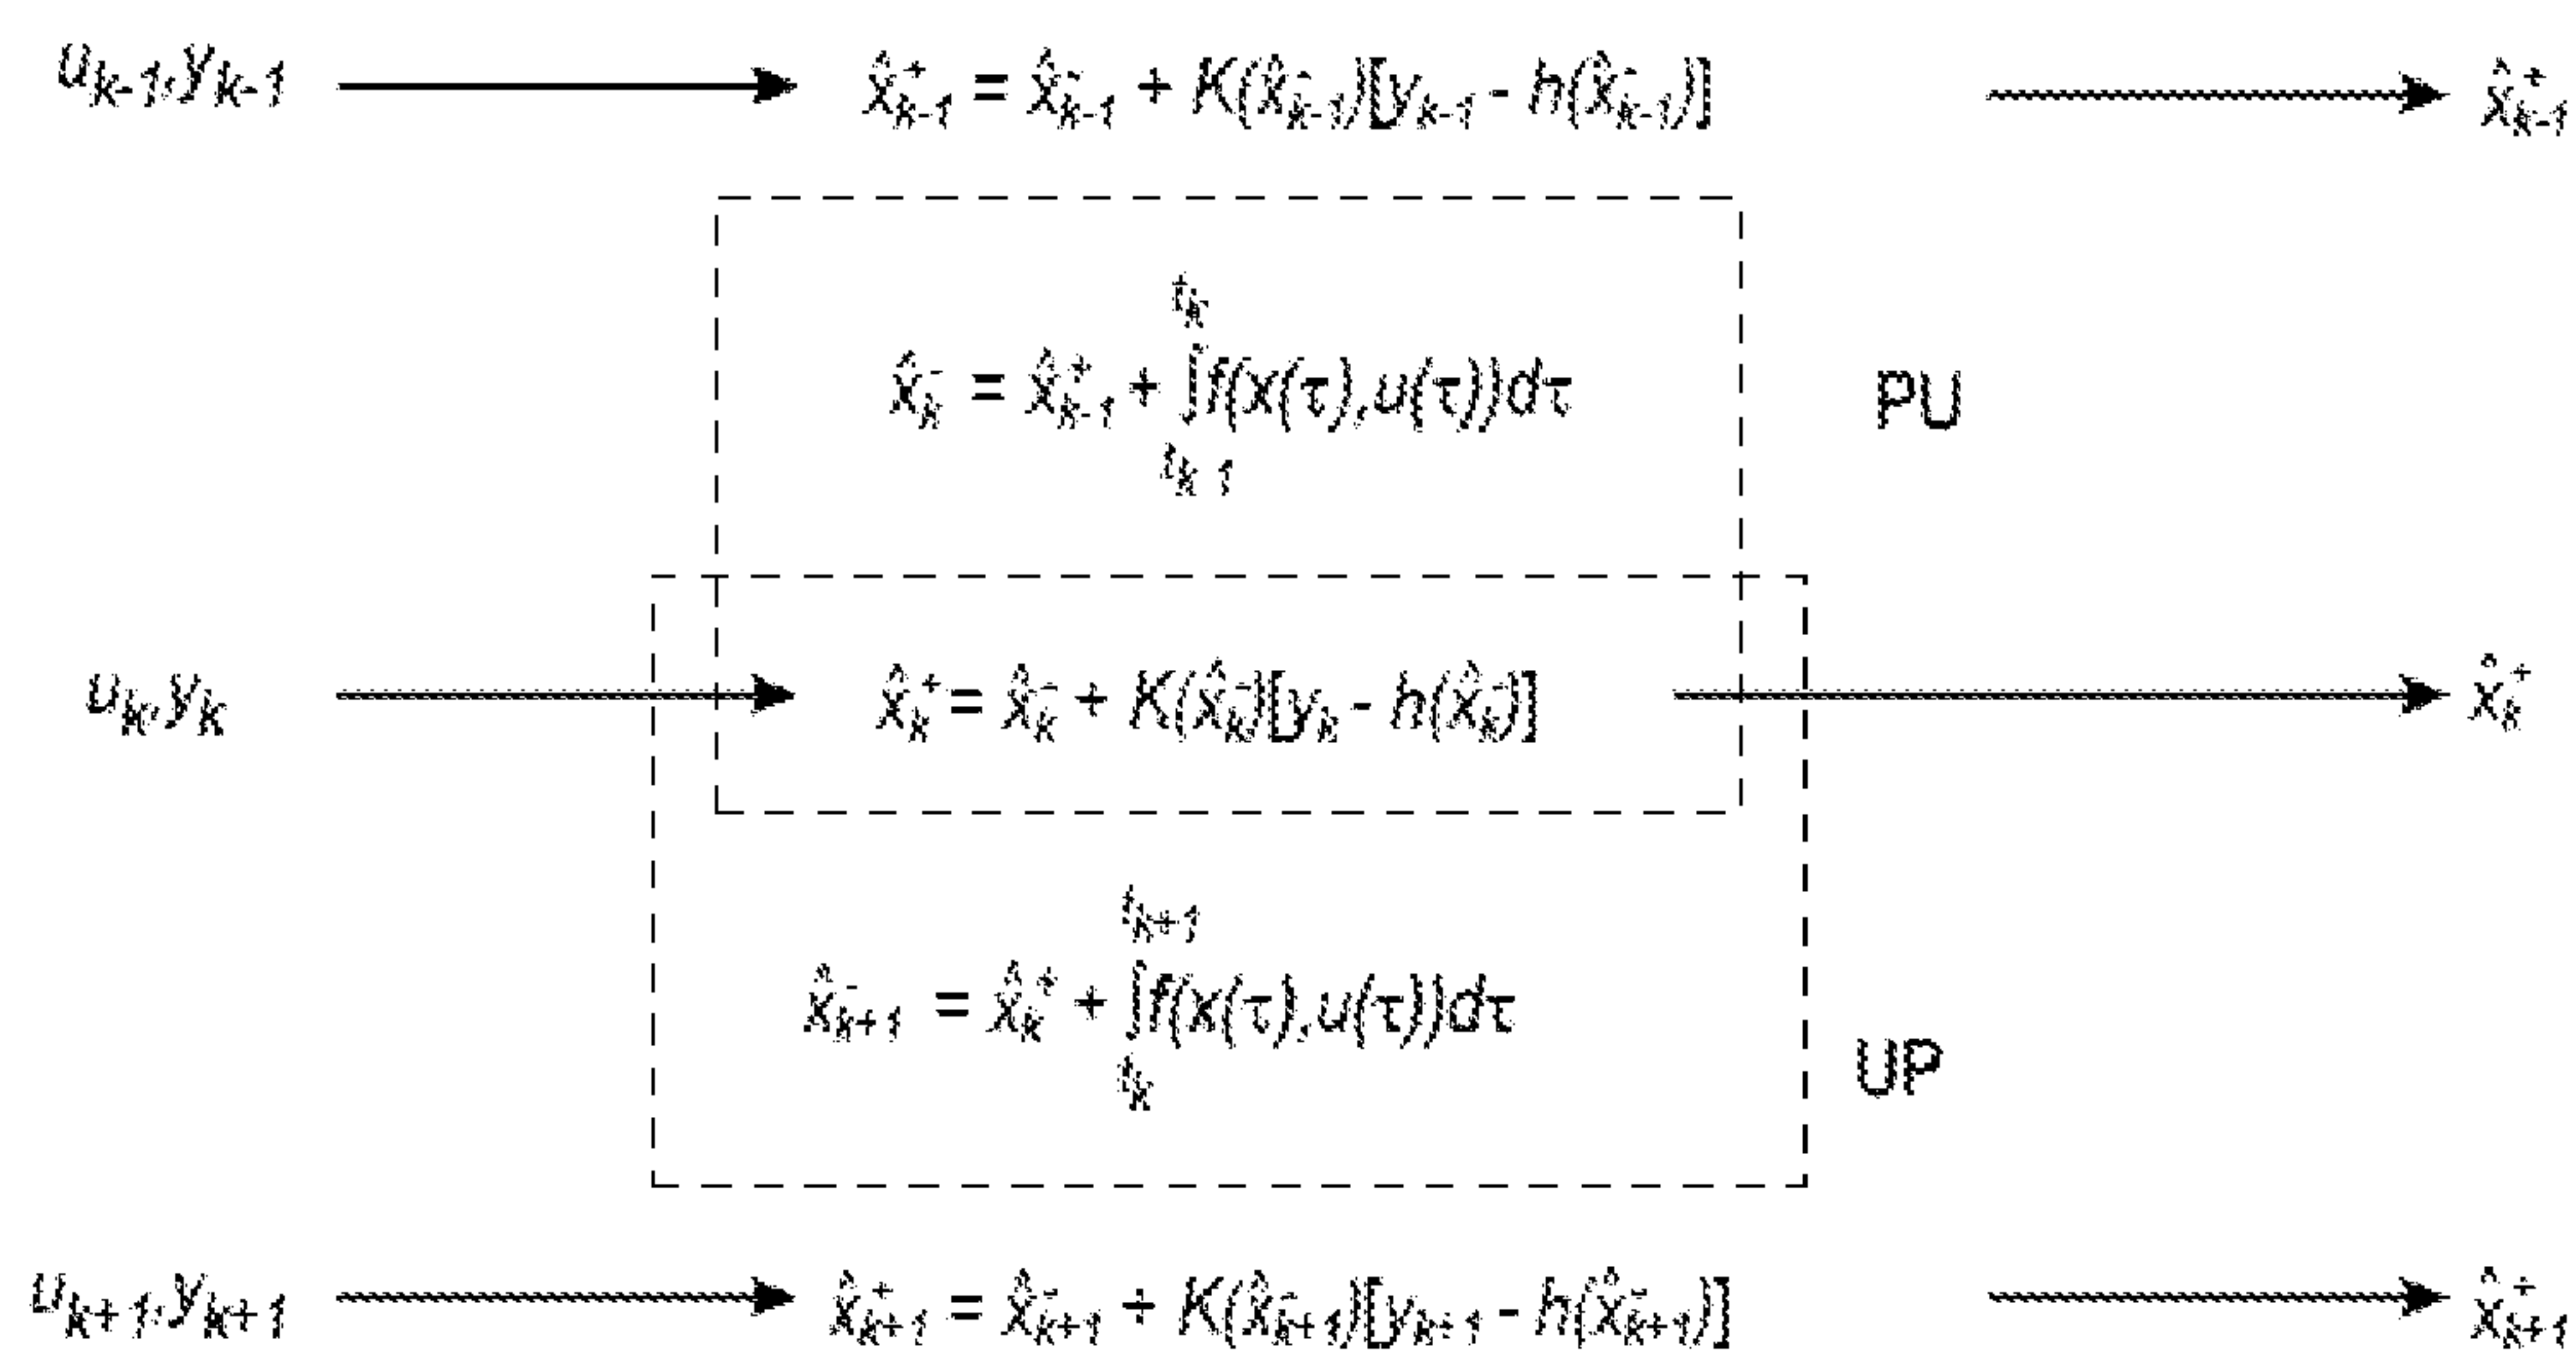 u_{k-1},y_{k-1} x̂⁺_{k-1} = x̂⁻_{k-1} + K(x̂⁻_{k-1})[y_{k-1} - h(x̂⁻_{k-1})] x̂⁺_{k-1}
t_k
x̂⁻_k = x̂⁺_{k-1} + ∫f(x(τ),u(τ))dτ PU
t_{k-1}
u_k,y_k x̂⁺_k = x̂⁻_k + K(x̂⁻_k)[y_k - h(x̂⁻_k)] x̂⁺_k
t_{k+1}
x̂⁻_{k+1} = x̂⁺_k + ∫f(x(τ),u(τ))dτ
t_k UP
u_{k+1},y_{k+1} x̂⁺_{k+1} = x̂⁻_{k+1} + K(x̂⁻_{k+1})[y_{k+1} - h(x̂⁻_{k+1})] x̂⁺_{k+1}